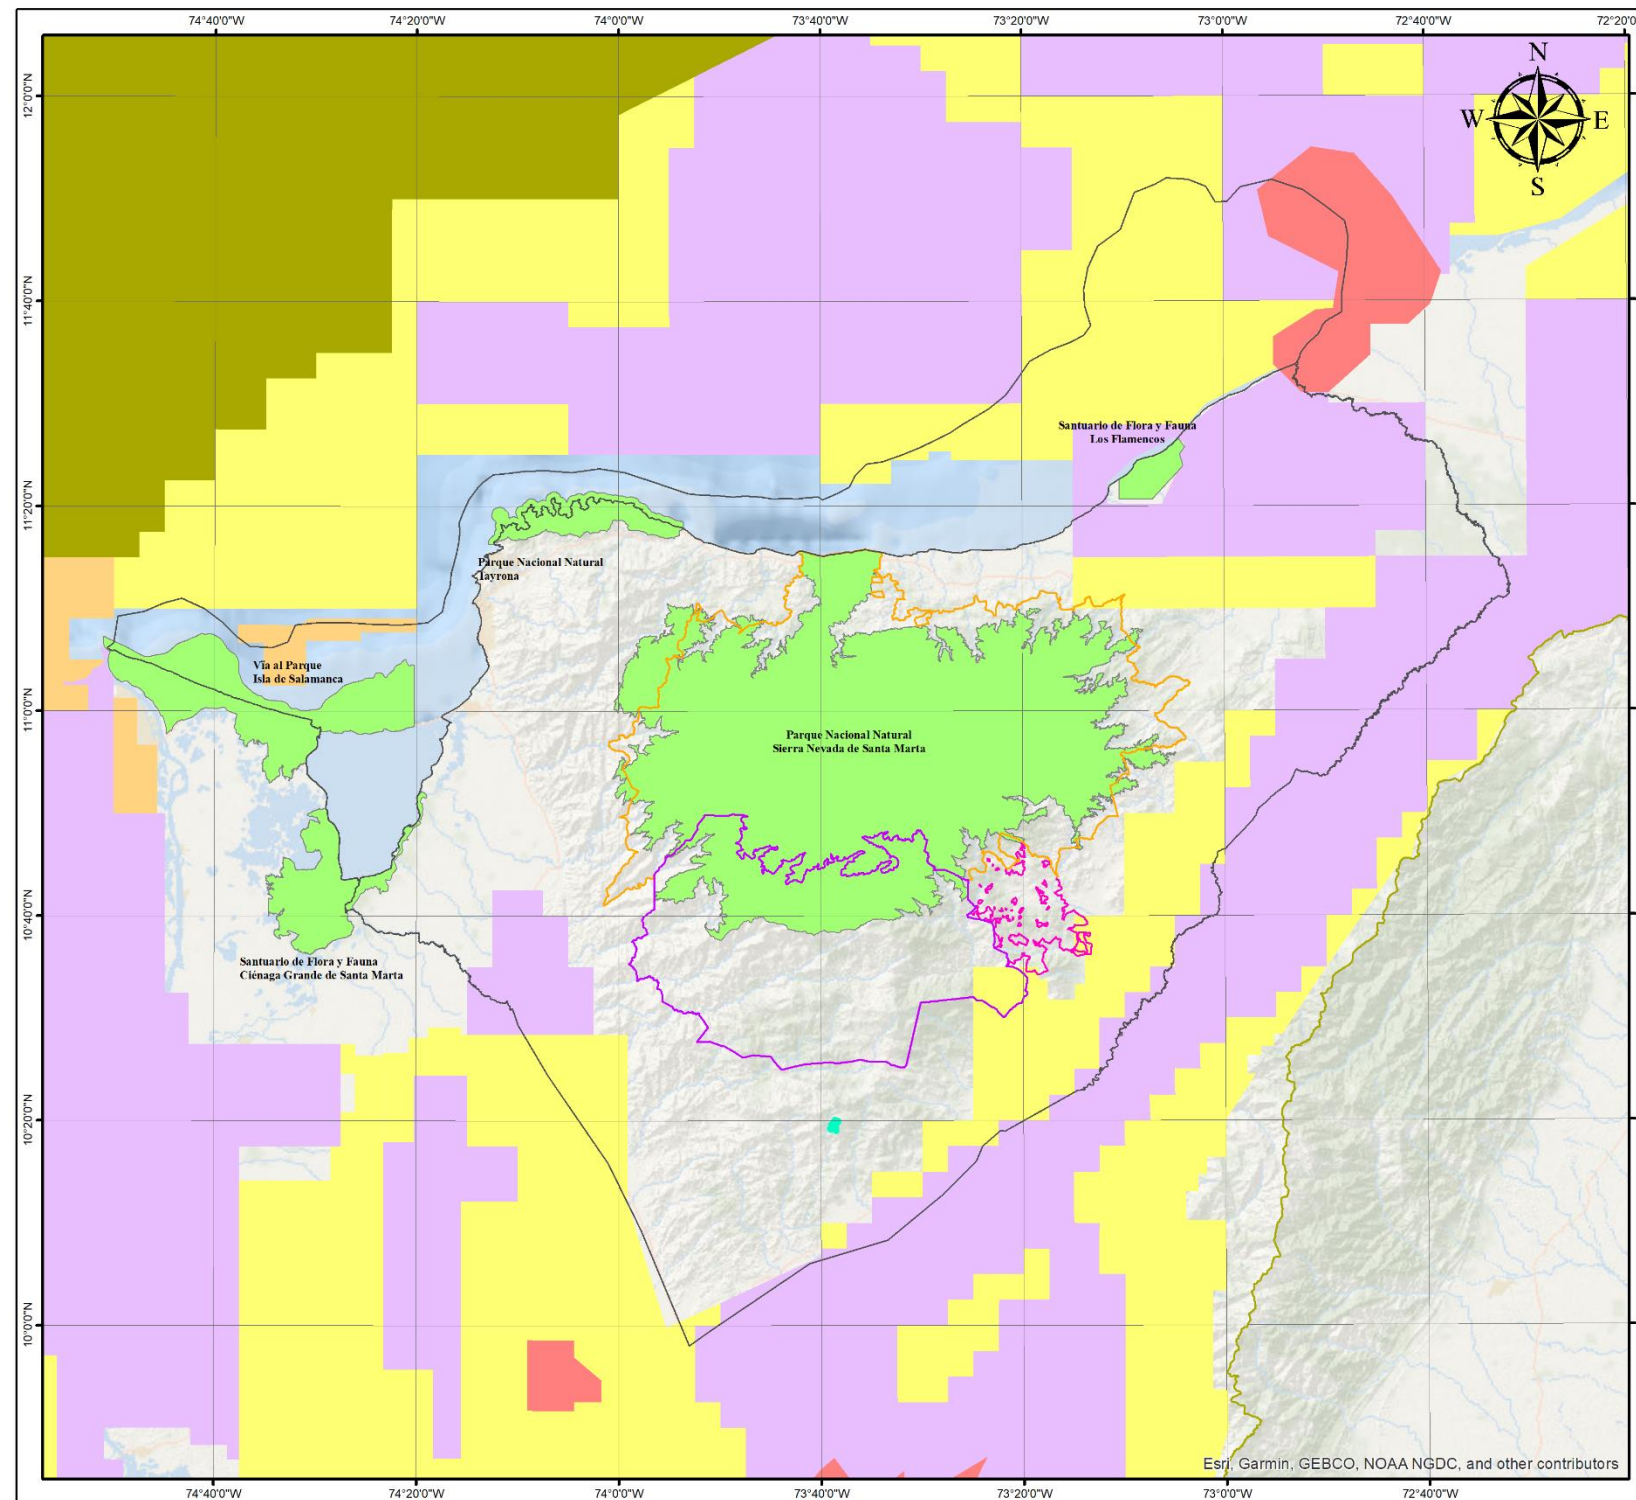 74°40'0"W 74°20'0"W 74°0'0"W 73°40'0"W 73°20'0"W 73°0'0"W 72°40'0"W 72°20'0"W
N
W E
S
12°0'0"N
11°40'0"N
11°20'0"N
11°0'0"N
10°40'0"N
10°20'0"N
10°0'0"N
Santuario de Flora y Fauna
Los Flamencos
Parque Nacional Natural
Tayrona
Vía al Parque
Isla de Salamanca
Parque Nacional Natural
Sierra Nevada de Santa Marta
Santuario de Flora y Fauna
Ciénaga Grande de Santa Marta
Esri, Garmin, GEBCO, NOAA NGDC, and other contributors
74°40'0"W 74°20'0"W 74°0'0"W 73°40'0"W 73°20'0"W 73°0'0"W 72°40'0"W